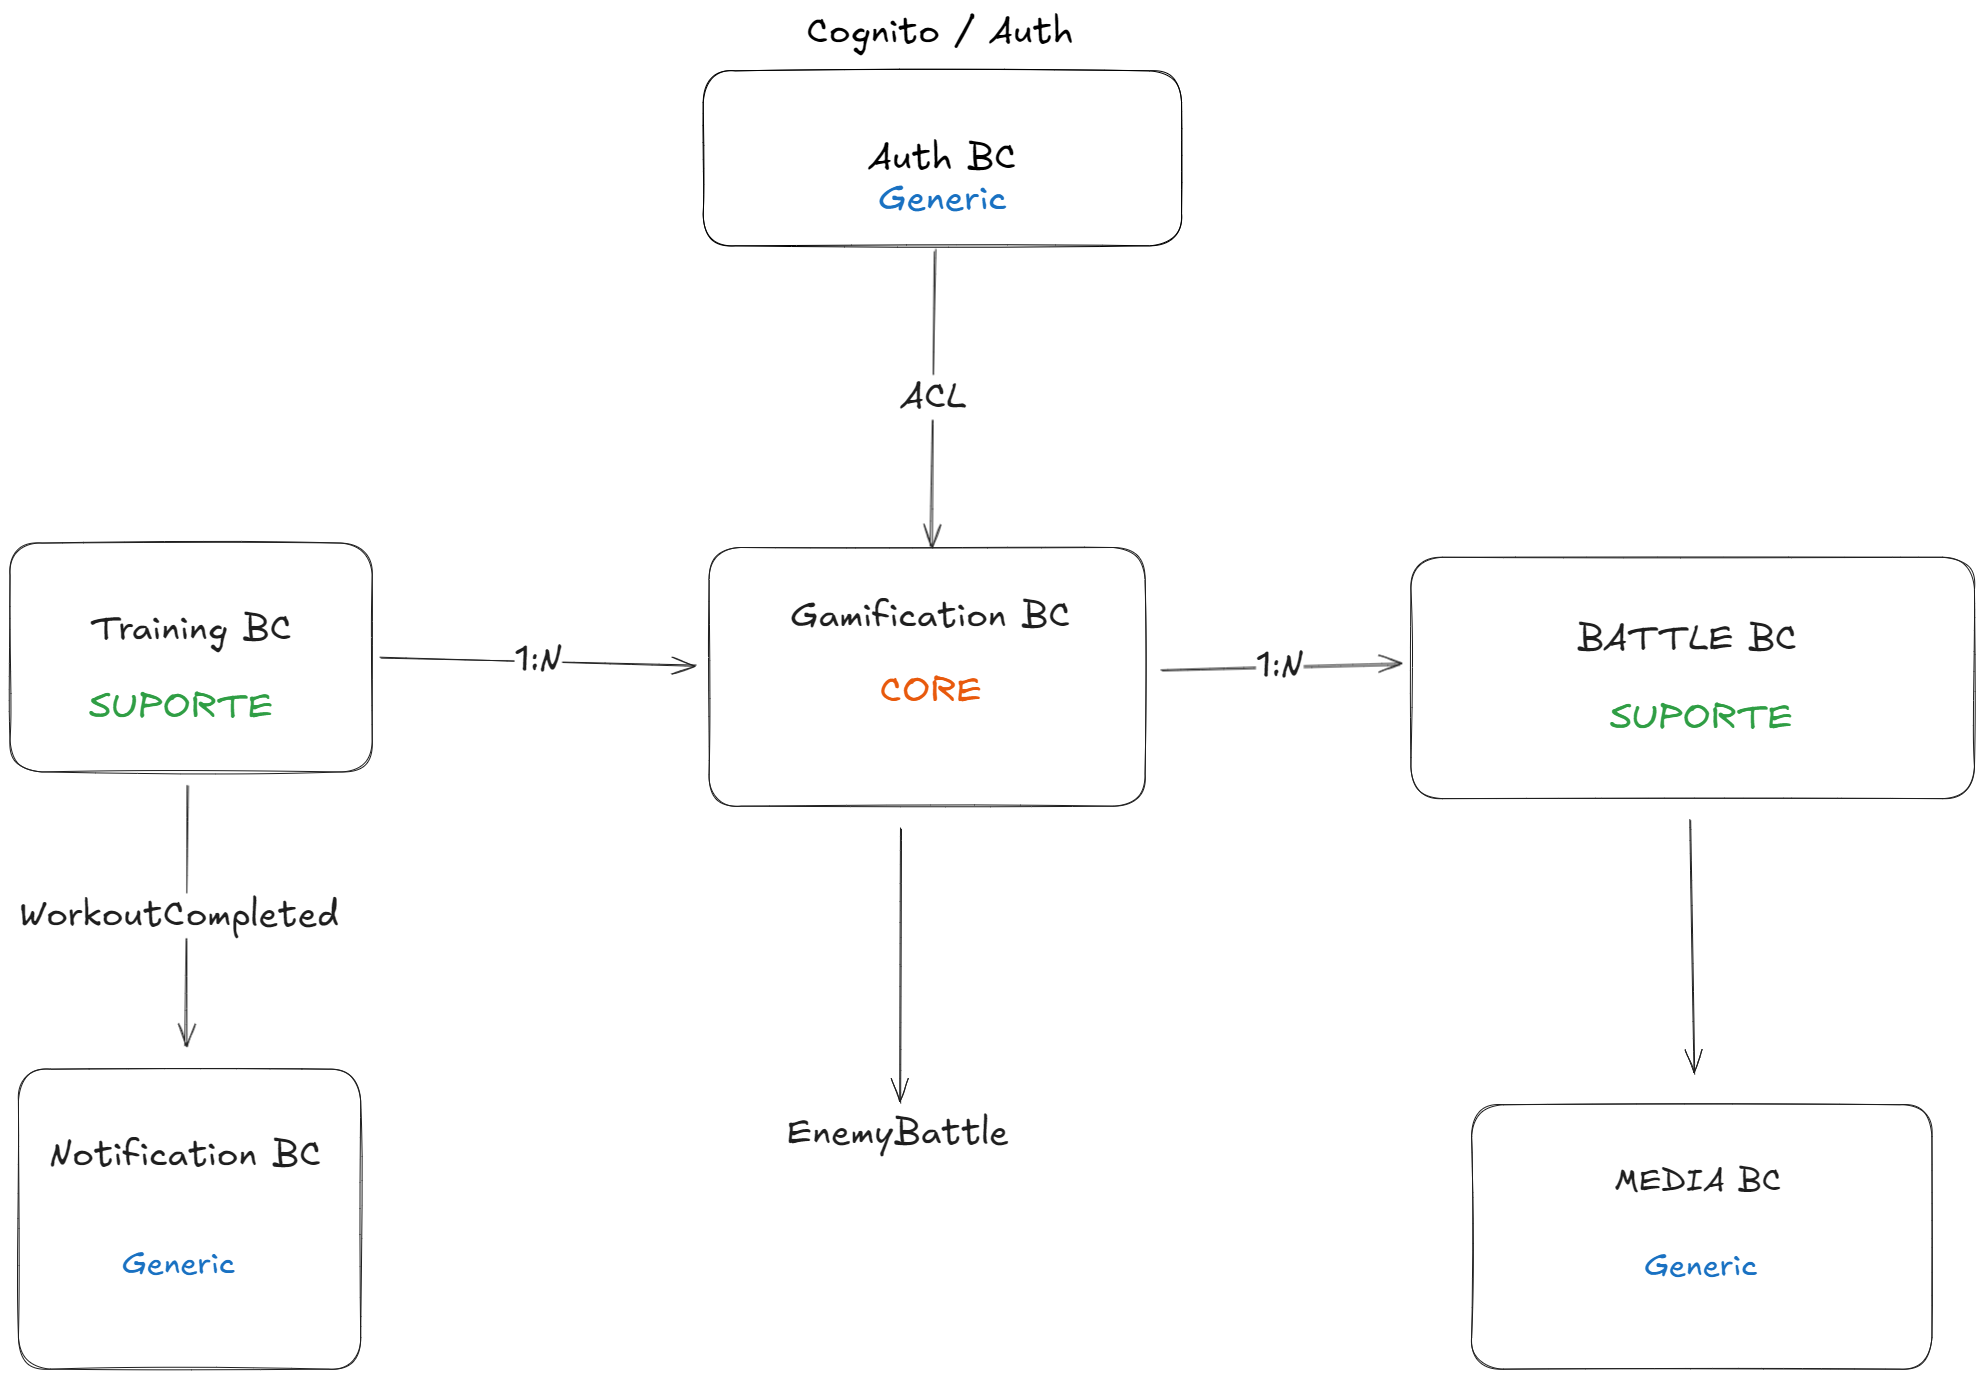 Cognito / Auth
Auth BC
Generic
ACL
Training BC
SUPORTE
1:N
Gamification BC
CORE
1:N
BATTLE BC
SUPORTE
WorkoutCompleted
EnemyBattle
Notification BC
Generic
MEDIA BC
Generic